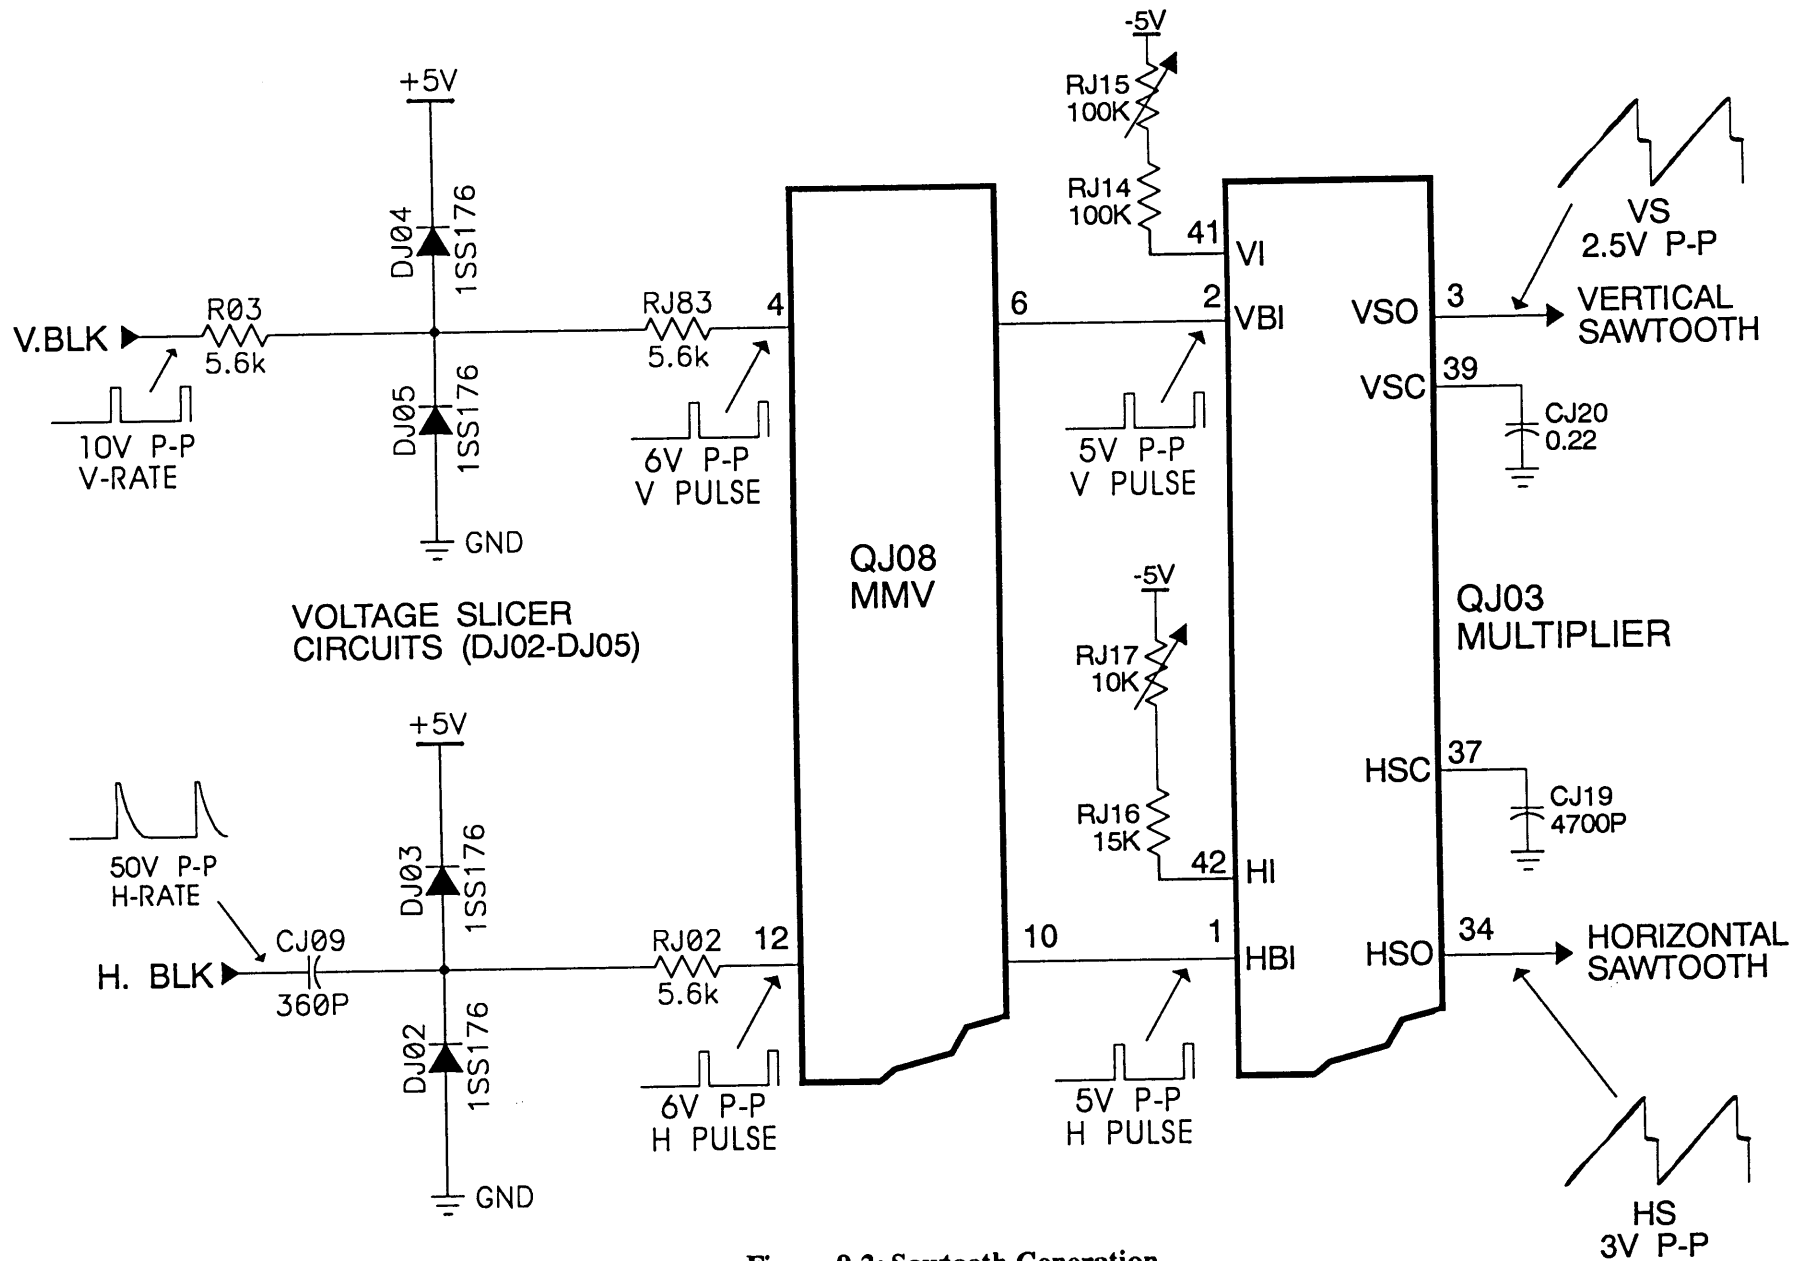 -5V
+5V
RJ15
100K
DJ04
1SS176
RJ14
100K
VS
2.5V P-P
41
VI
R03
5.6k
RJ83
5.6k
4
6
2
VBI
VSO
3
VERTICAL
SAWTOOTH
V.BLK
DJ05
1SS176
VSC
39
CJ20
0.22
10V P-P
V-RATE
6V P-P
V PULSE
5V P-P
V PULSE
GND
QJ08
MMV
-5V
QJ03
MULTIPLIER
VOLTAGE SLICER
CIRCUITS (DJ02-DJ05)
RJ17
10K
+5V
HSC
37
CJ19
4700P
RJ16
15K
50V P-P
H-RATE
DJ03
1SS176
42
HI
CJ09
360P
RJ02
5.6k
12
10
1
HBI
HSO
34
HORIZONTAL
SAWTOOTH
H. BLK
DJ02
1SS176
6V P-P
H PULSE
5V P-P
H PULSE
GND
HS
3V P-P
9-2: Sawtooth Generation